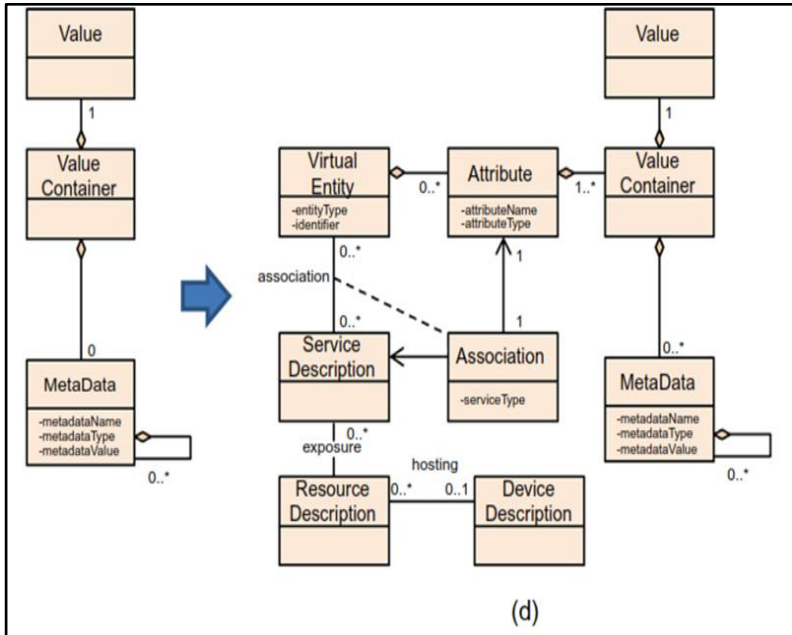 Value
1
Value
Container
0
MetaData
-metadataName
-metadataType
-metadataValue
0..*
Virtual
Entity
-entityType
-identifier
0..*
Attribute
-attributeName
-attributeType
1..*
Value
1
Value
Container
0..*
association
0..*
1
0..*
1
Service
Description
Association
-serviceType
0..*
MetaData
-metadataName
-metadataType
-metadataValue
0..*
0..*
exposure
hosting
Resource
Description
0..*
0..1
Device
Description
(d)